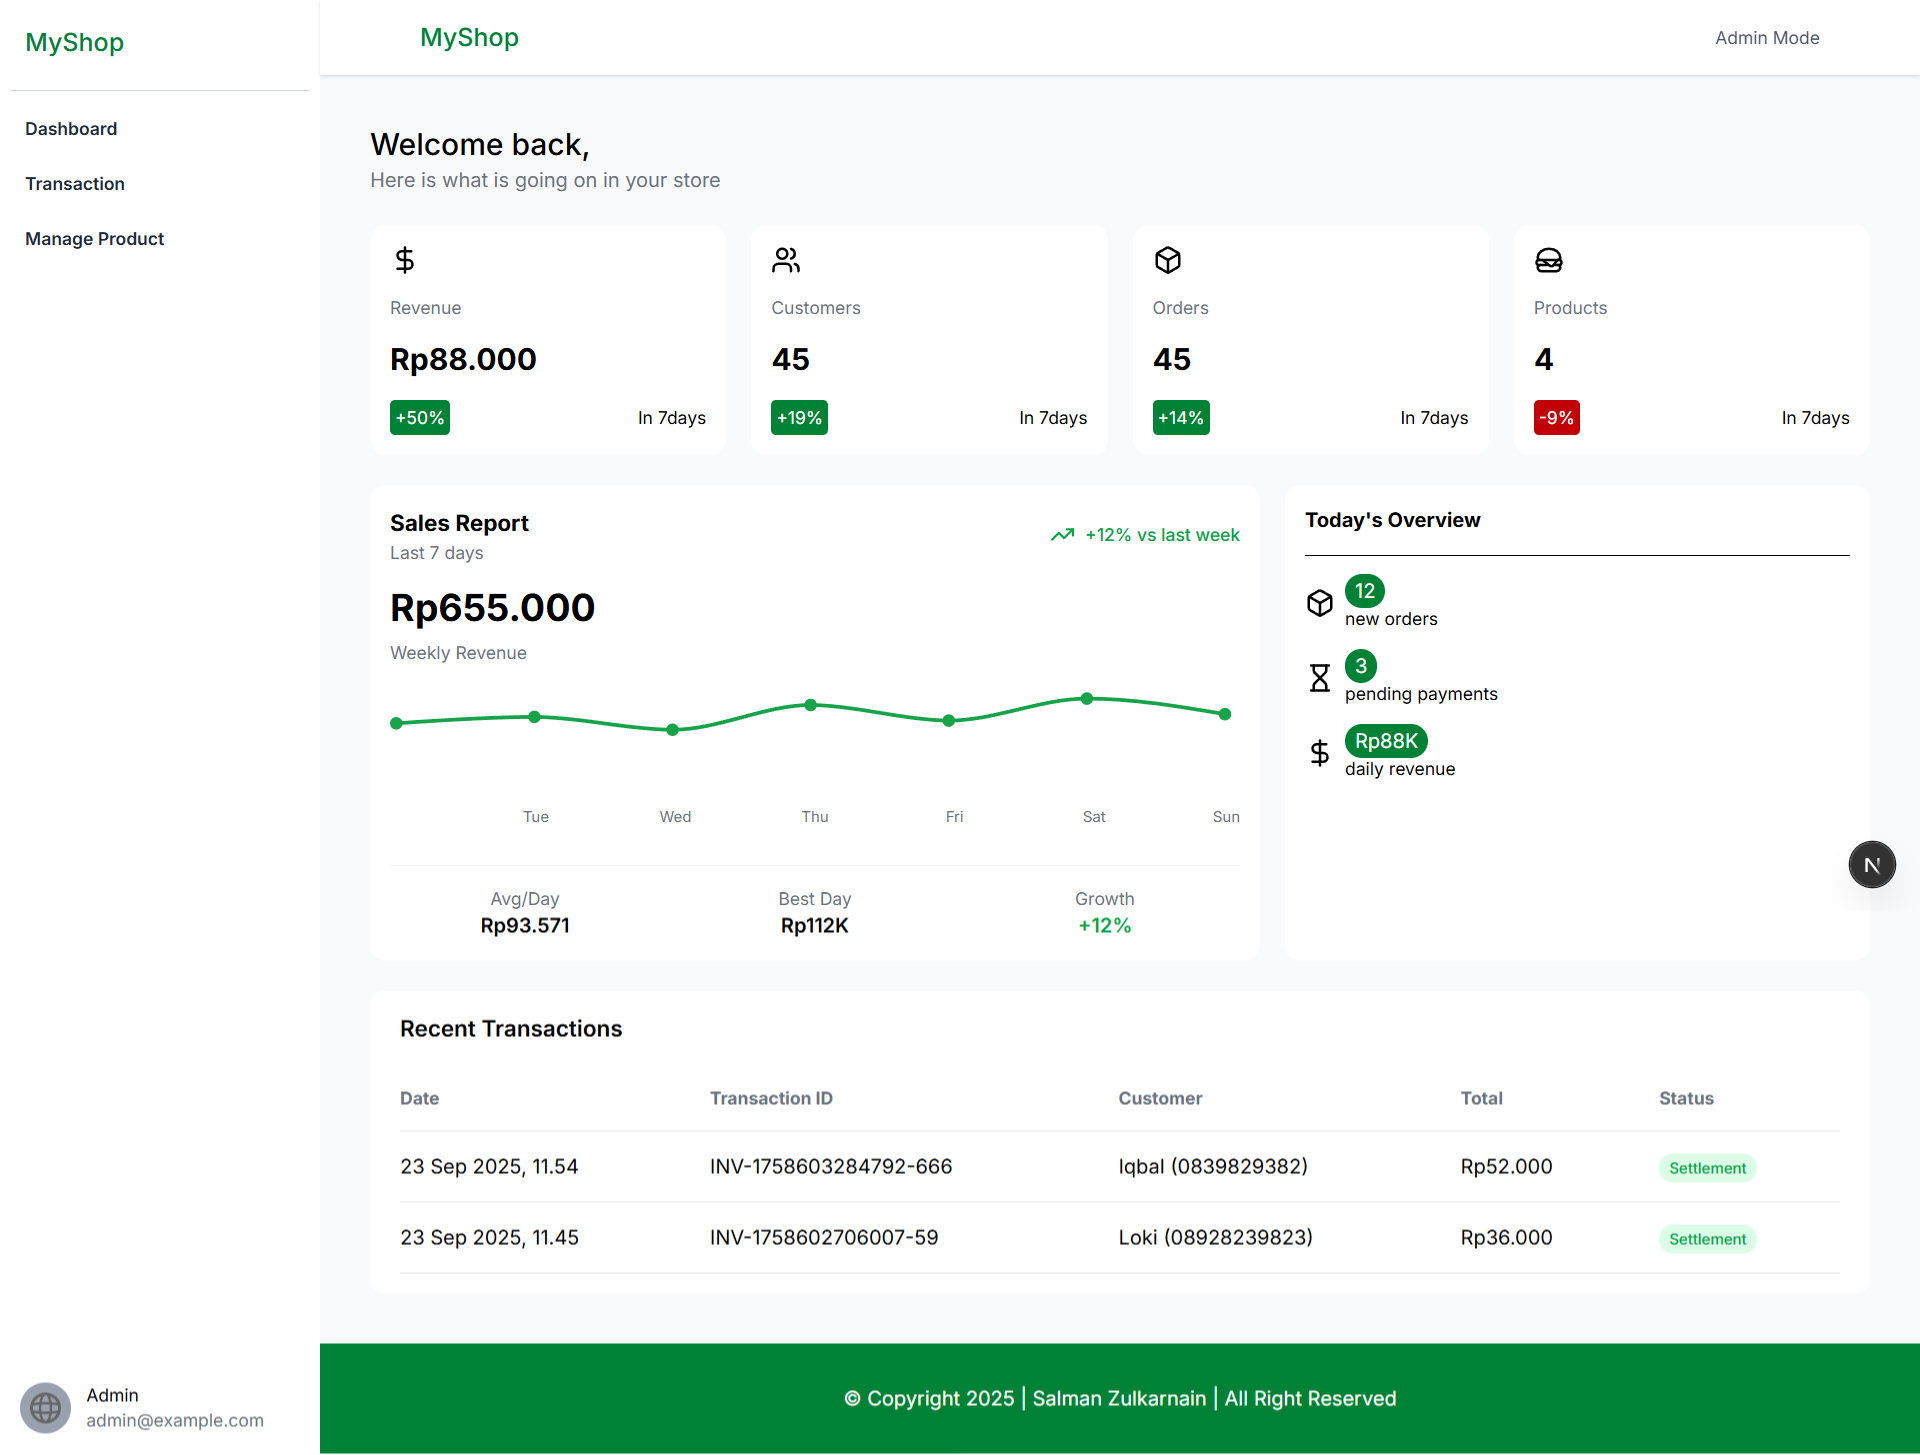 MyShop
Dashboard
Transaction
Manage Product
Admin
admin@example.com
MyShop
Admin Mode
Welcome back,
Here is what is going on in your store
Revenue
Rp88.000
+50%
In 7days
Customers
45
+19%
In 7days
Orders
45
+14%
In 7days
Products
4
-9%
In 7days
Sales Report
Last 7 days
+12% vs last week
Rp655.000
Weekly Revenue
Tue Wed Thu Fri Sat Sun
Avg/Day
Rp93.571
Best Day
Rp112K
Growth
+12%
Today's Overview
12
new orders
3
pending payments
Rp88K
daily revenue
N
Recent Transactions
Date Transaction ID Customer Total Status
23 Sep 2025, 11.54 INV-1758603284792-666 Iqbal (0839829382) Rp52.000 Settlement
23 Sep 2025, 11.45 INV-1758602706007-59 Loki (08928239823) Rp36.000 Settlement
© Copyright 2025 | Salman Zulkarnain | All Right Reserved